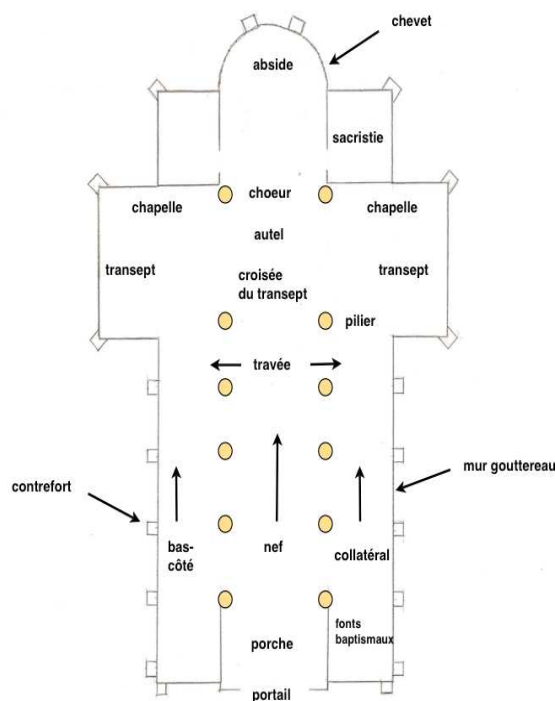 chevet
abside
sacristie
choeur
chapelle
chapelle
autel
transept
transept
croisée
du transept
pilier
travée
mur gouttereau
contrefort
bas-
côté
nef
collatéral
fonts
baptismaux
porche
portail